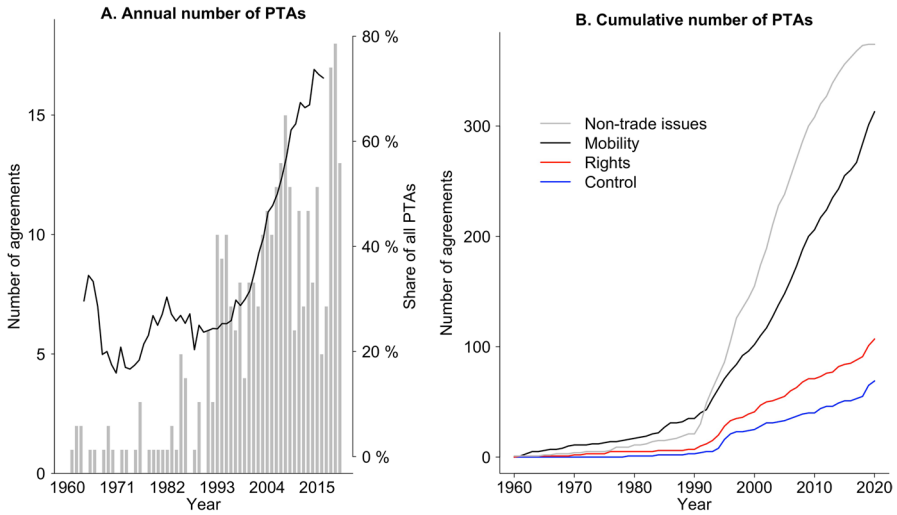 A. Annual number of PTAs
Number of agreements
0
5
10
15
0 %
20 %
40 %
60 %
80 %
Share of all PTAs
1960 1971 1982 1993 2004 2015
Year
B. Cumulative number of PTAs
Number of agreements
0
100
200
300
Non-trade issues
Mobility
Rights
Control
1960 1970 1980 1990 2000 2010 2020
Year